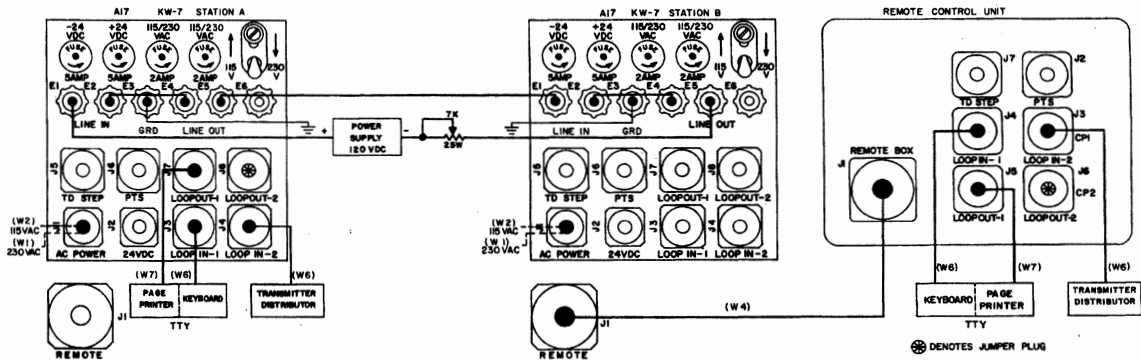 A17 KW-7 STATION A
-24 VDC
+24 VDC
115/230 VAC
115/230 VAC
FUSE
FUSE
FUSE
FUSE
5AMP
5AMP
2AMP
2AMP
115 V
230 V
E1
E2
E3
E4
E5
E6
LINE IN
GRD
LINE OUT
J5
J6
J7
J8
TD STEP
PTS
LOOPOUT-1
LOOPOUT-2
(W2)
115VAC
(W1)
230VAC
J1
J2
J3
J4
AC POWER
24VDC
LOOP IN-1
LOOP IN-2
(W7)
(W6)
(W6)
PAGE PRINTER
KEYBOARD
TTY
TRANSMITTER DISTRIBUTOR
J1
REMOTE
+
POWER SUPPLY 120 VDC
-
7K
25W
A17 KW-7 STATION B
-24 VDC
+24 VDC
115/230 VAC
115/230 VAC
FUSE
FUSE
FUSE
FUSE
5AMP
5AMP
2AMP
2AMP
115 V
230 V
E1
E2
E3
E4
E5
E6
LINE IN
GRD
LINE OUT
J5
J6
J7
J8
TD STEP
PTS
LOOPOUT-1
LOOPOUT-2
(W2)
115 VAC
(W1)
230 VAC
J1
J2
J3
J4
AC POWER
24VDC
LOOP IN-1
LOOP IN-2
J1
REMOTE
(W4)
REMOTE CONTROL UNIT
J7
J2
TD STEP
PTS
J4
J3
CP1
LOOP IN-1
LOOP IN-2
REMOTE BOX
J1
J5
J6
CP2
LOOPOUT-1
LOOPOUT-2
(W6)
(W7)
(W6)
KEYBOARD
PAGE PRINTER
TTY
TRANSMITTER DISTRIBUTOR
DENOTES JUMPER PLUG